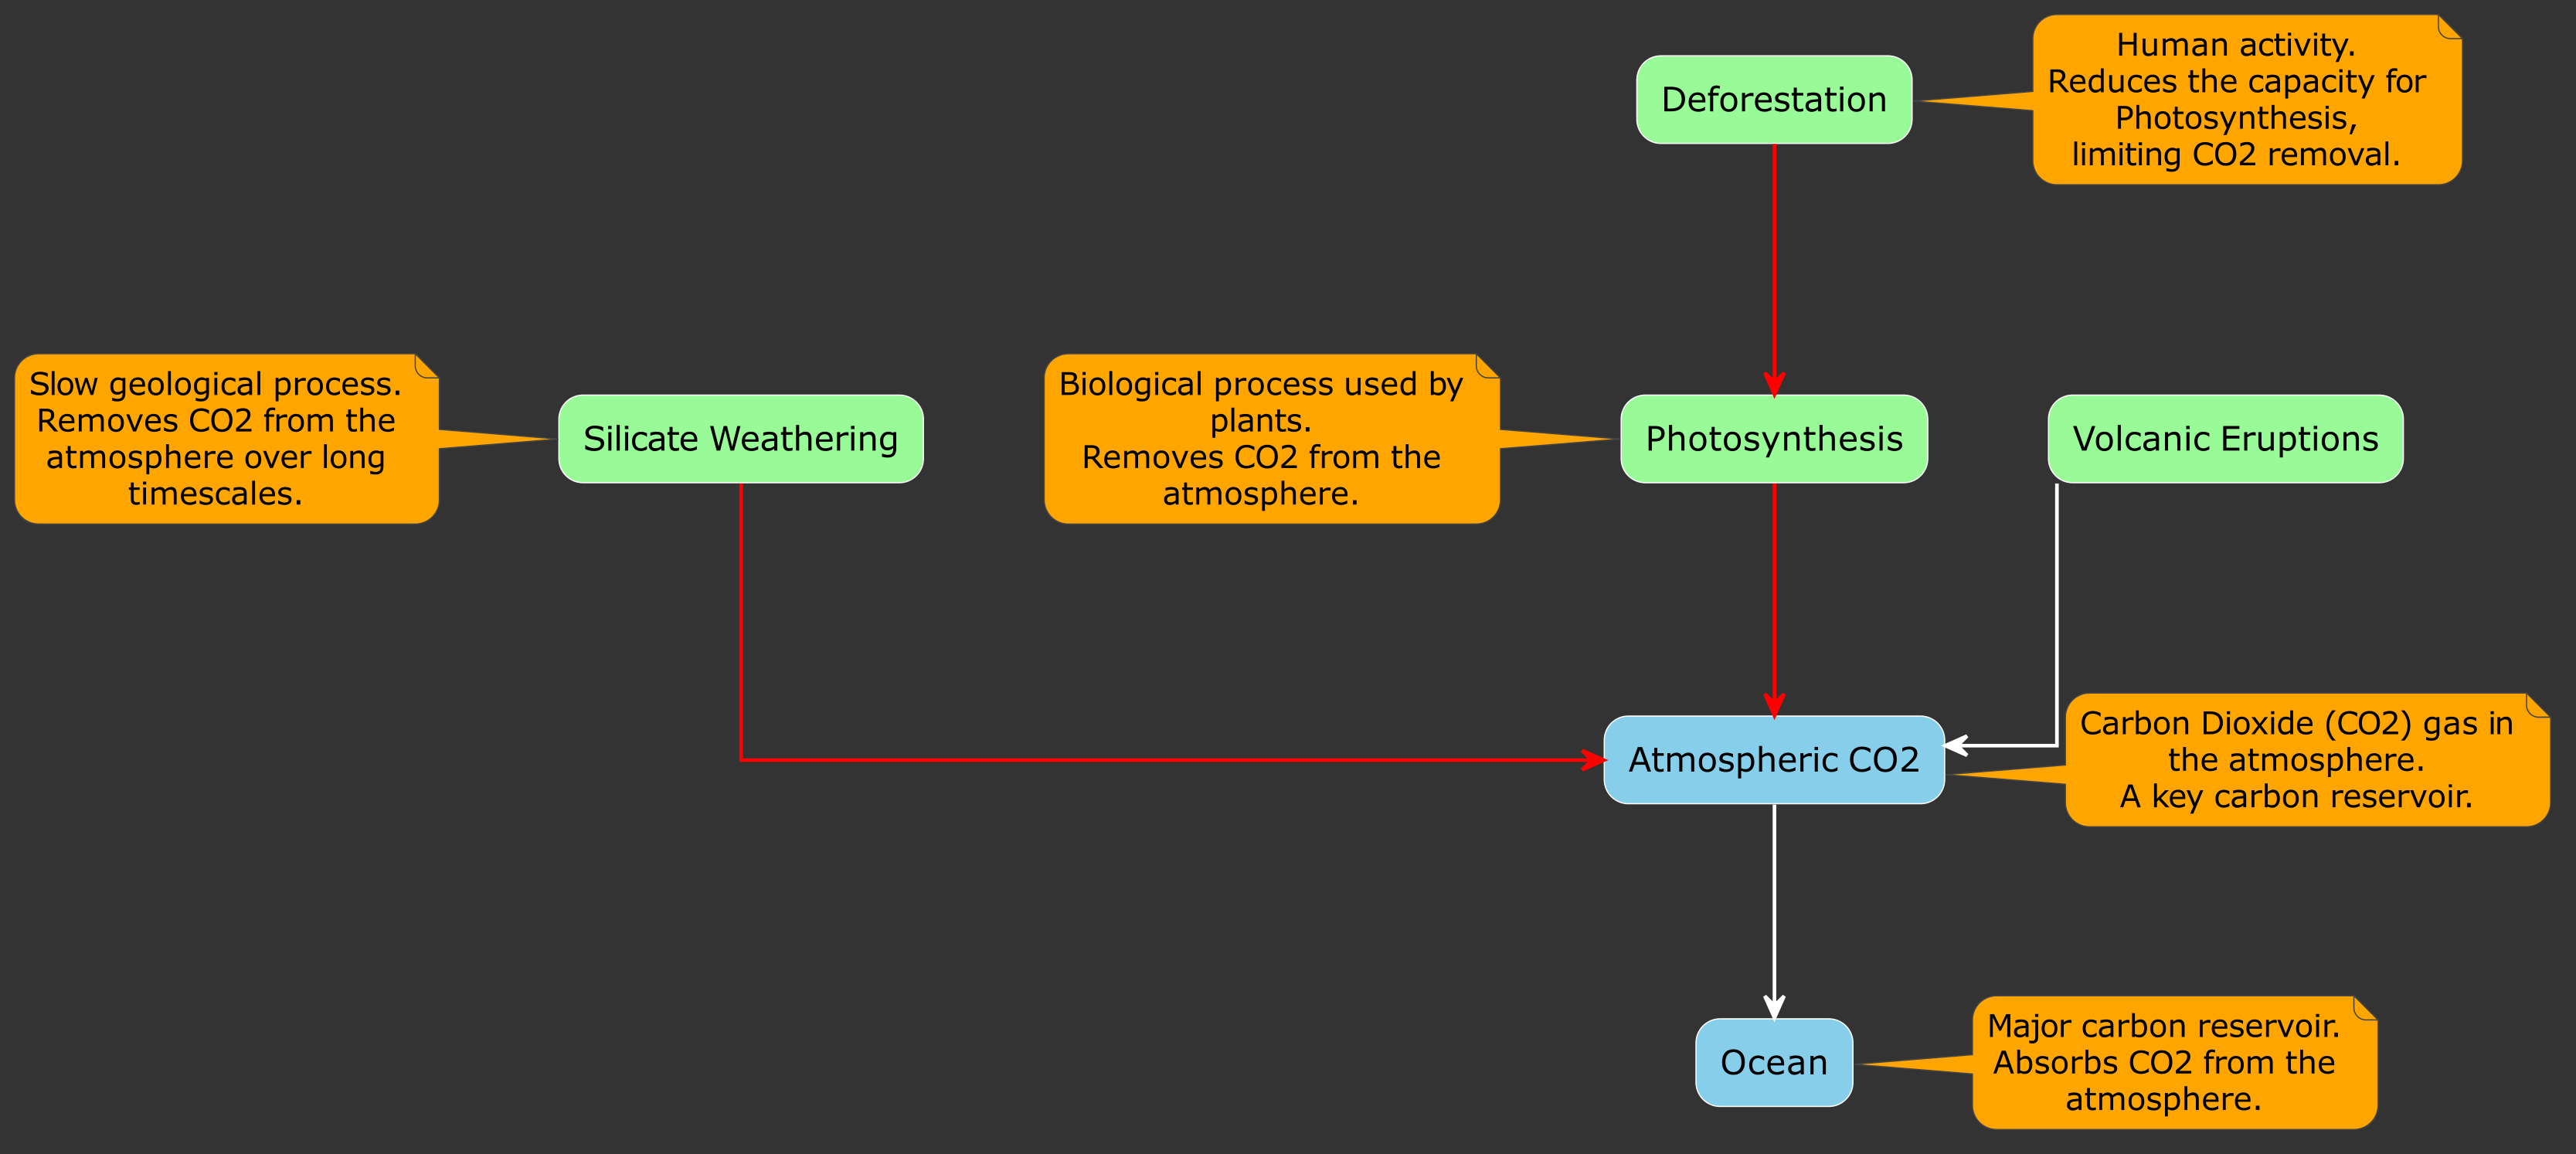 Deforestation
Human activity.
Reduces the capacity for
Photosynthesis,
limiting CO2 removal.
Slow geological process.
Removes CO2 from the
atmosphere over long
timescales.
Silicate Weathering
Biological process used by
plants.
Removes CO2 from the
atmosphere.
Photosynthesis
Volcanic Eruptions
Atmospheric CO2
Carbon Dioxide (CO2) gas in
the atmosphere.
A key carbon reservoir.
Ocean
Major carbon reservoir.
Absorbs CO2 from the
atmosphere.